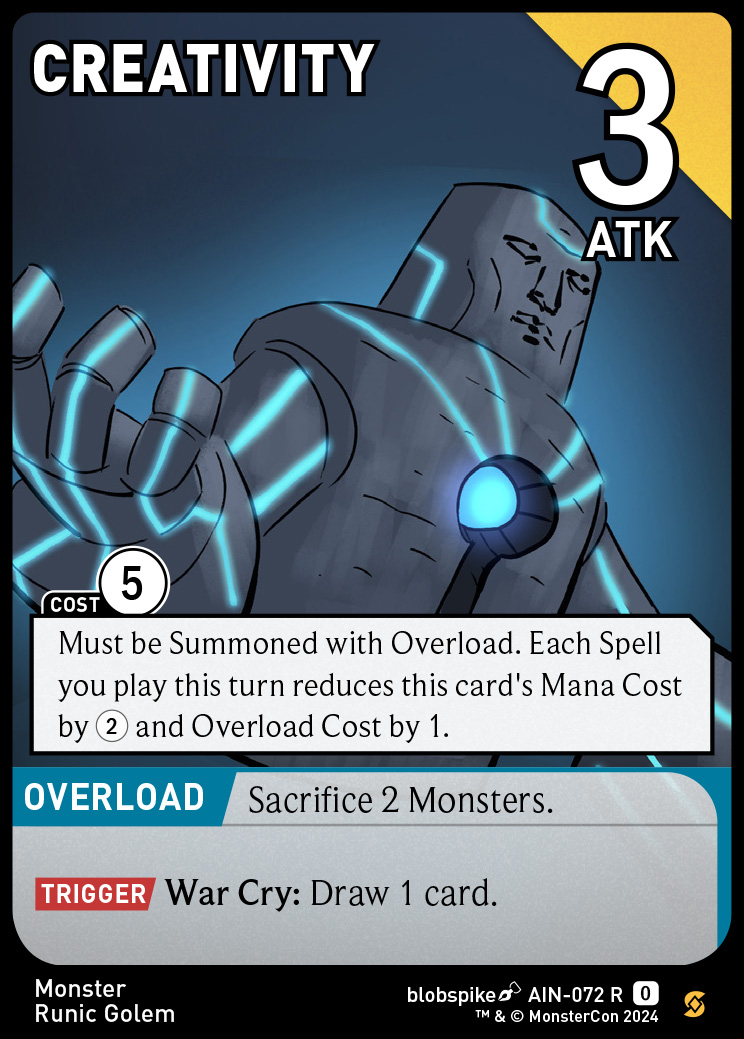 CREATIVITY
3
ATK
COST 5
Must be Summoned with Overload. Each Spell
you play this turn reduces this card's Mana Cost
by 2 and Overload Cost by 1.
OVERLOAD Sacrifice 2 Monsters.
TRIGGER War Cry: Draw 1 card.
Monster
Runic Golem
blobspike AIN-072 R 0
™ & © MonsterCon 2024